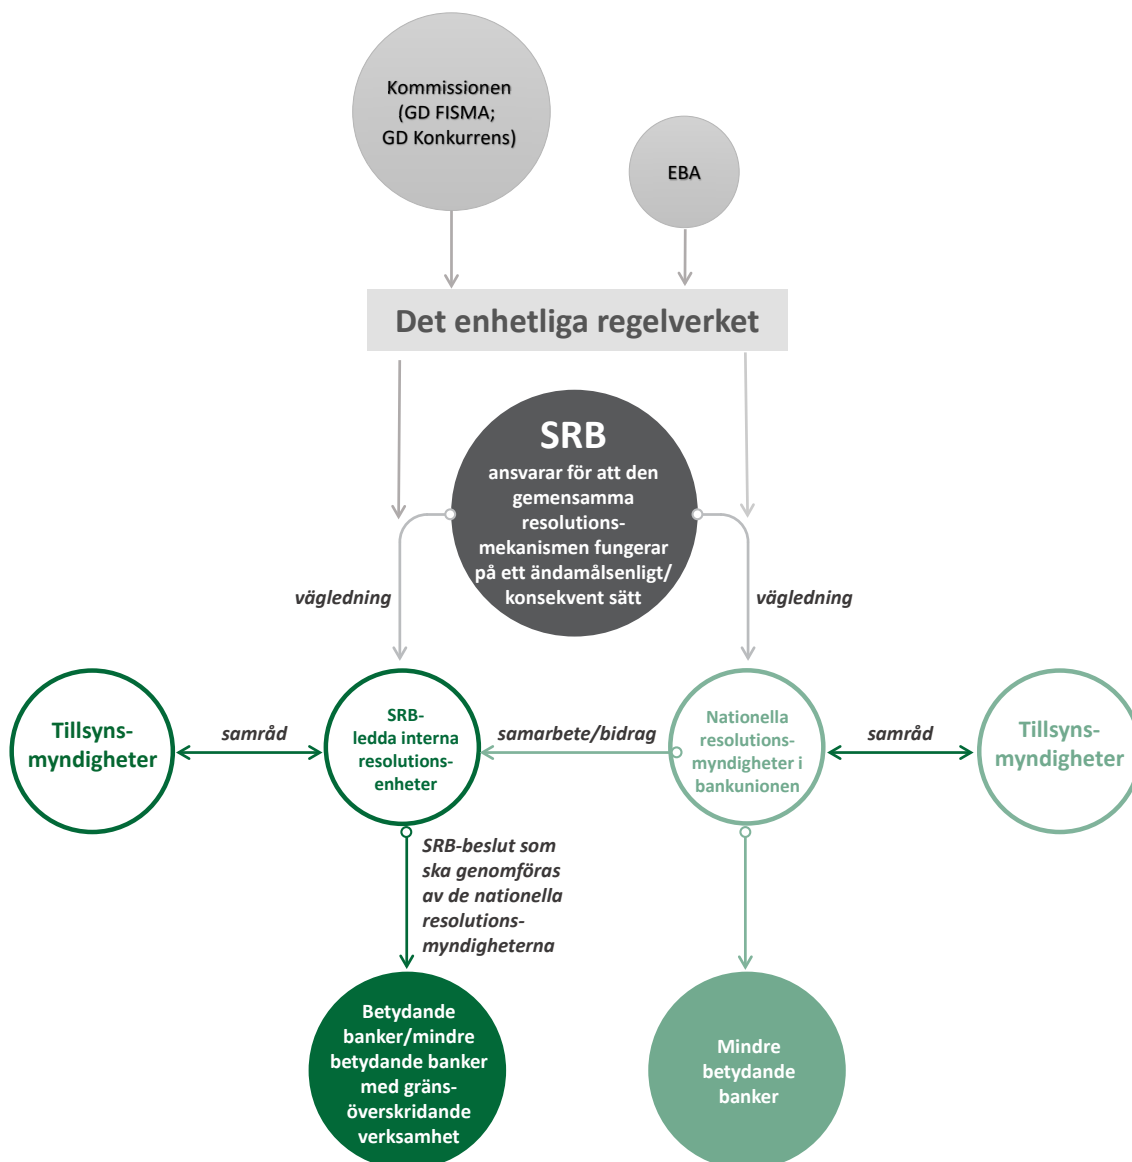 Kommissionen
(GD FISMA;
GD Konkurrens)
EBA
Det enhetliga regelverket
SRB
ansvarar för att den
gemensamma
resolutions-
mekanismen fungerar
på ett ändamålsenligt/
konsekvent sätt
vägledning
vägledning
Tillsyns-
myndigheter
samråd
SRB-
ledda interna
resolutions-
enheter
samarbete/bidrag
Nationella
resolutions-
myndigheter i
bankunionen
samråd
Tillsyns-
myndigheter
SRB-beslut som
ska genomföras
av de nationella
resolutions-
myndigheterna
Betydande
banker/mindre
betydande banker
med gräns-
överskridande
verksamhet
Mindre
betydande
banker